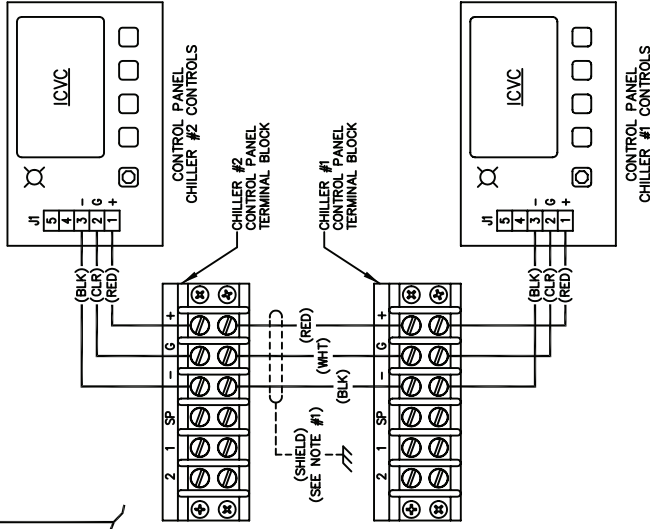 ICVC
CONTROL PANEL
CHILLER #2 CONTROLS
J1
5
4
3 -
2 G
1 +
(BLK)
(CLR)
(RED)
CHILLER #2
CONTROL PANEL
TERMINAL BLOCK
+
G
-
SP
1
2
(RED)
(WHT)
(BLK)
(SHIELD)
(SEE NOTE #1)
CHILLER #1
CONTROL PANEL
TERMINAL BLOCK
+
G
-
SP
1
2
ICVC
CONTROL PANEL
CHILLER #1 CONTROLS
J1
5
4
3 -
2 G
1 +
(BLK)
(CLR)
(RED)